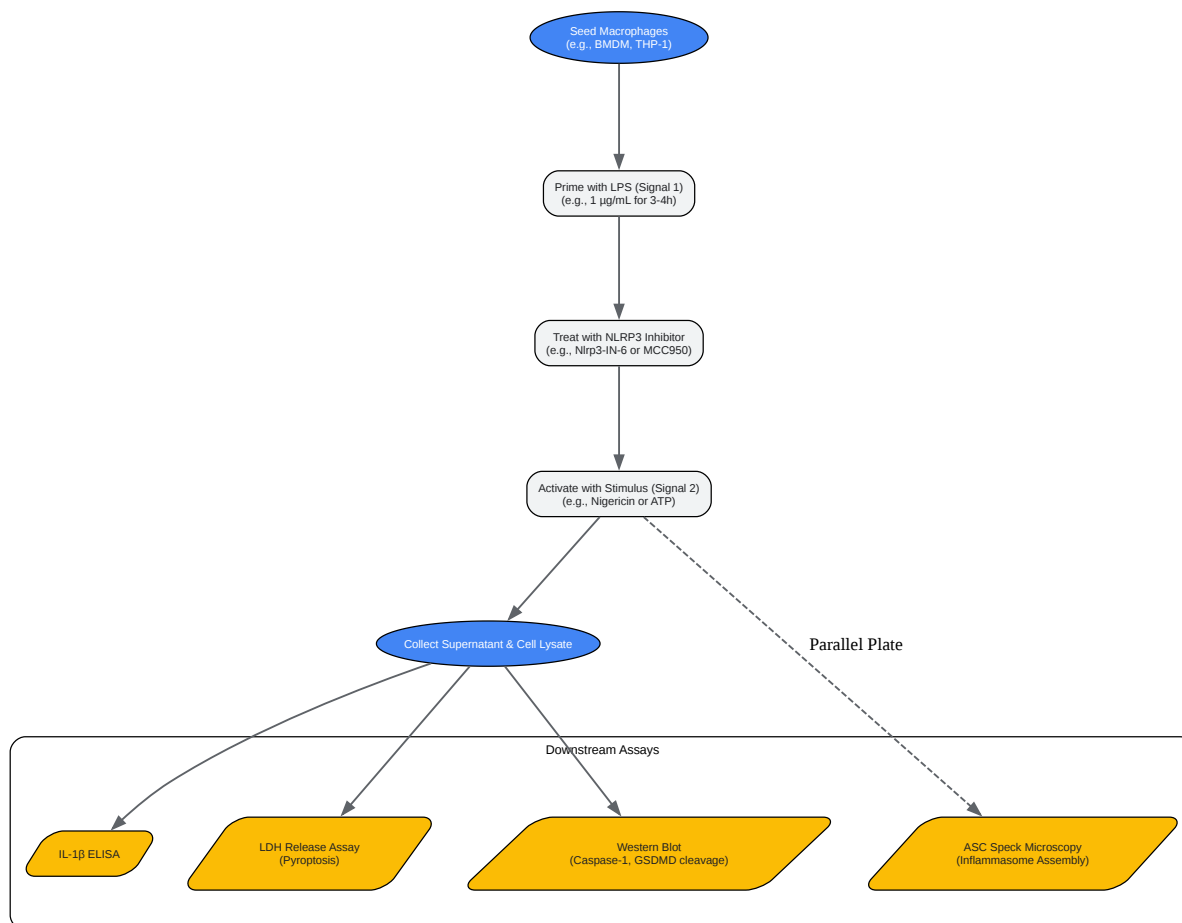 Seed Macrophages
(e.g., BMDM, THP-1)
Prime with LPS (Signal 1)
(e.g., 1 µg/mL for 3-4h)
Treat with NLRP3 Inhibitor
(e.g., Nlrp3-IN-6 or MCC950)
Activate with Stimulus (Signal 2)
(e.g., Nigericin or ATP)
Collect Supernatant & Cell Lysate
Parallel Plate
Downstream Assays
IL-1β ELISA
LDH Release Assay
(Pyroptosis)
Western Blot
(Caspase-1, GSDMD cleavage)
ASC Speck Microscopy
(Inflammasome Assembly)